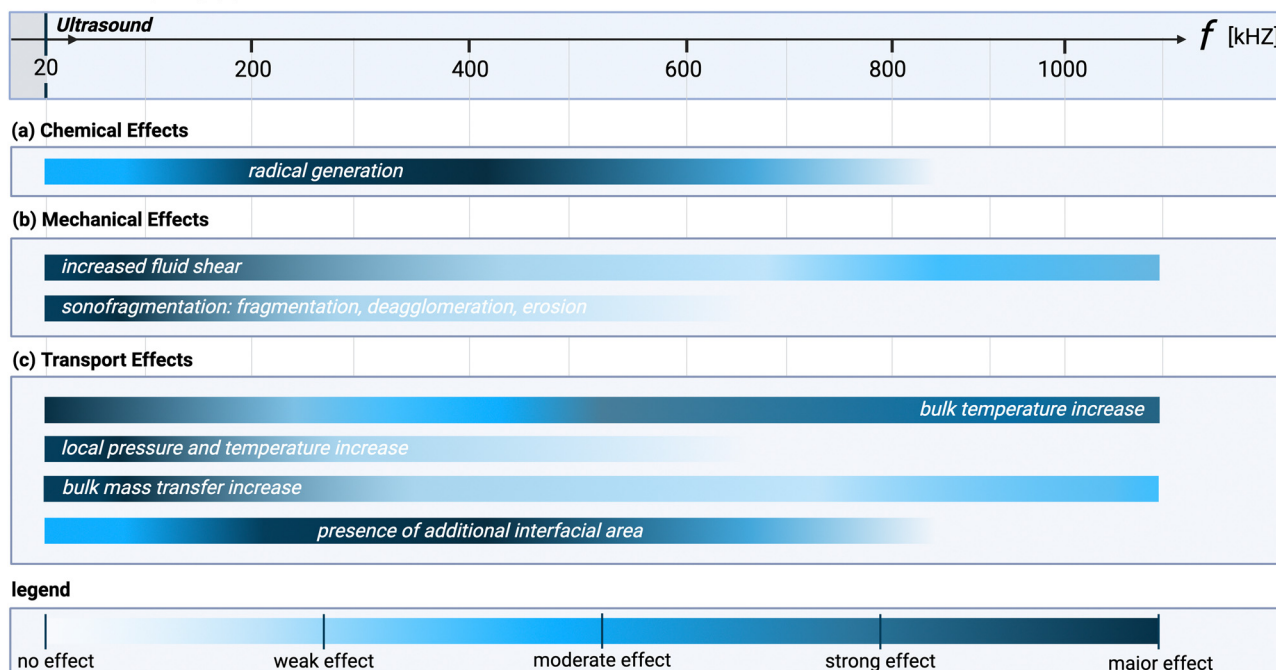 Ultrasound
f [kHZ]
20 200 400 600 800 1000
(a) Chemical Effects
radical generation
(b) Mechanical Effects
increased fluid shear
sonofragmentation: fragmentation, deagglomeration, erosion
(c) Transport Effects
bulk temperature increase
local pressure and temperature increase
bulk mass transfer increase
presence of additional interfacial area
legend
no effect weak effect moderate effect strong effect major effect